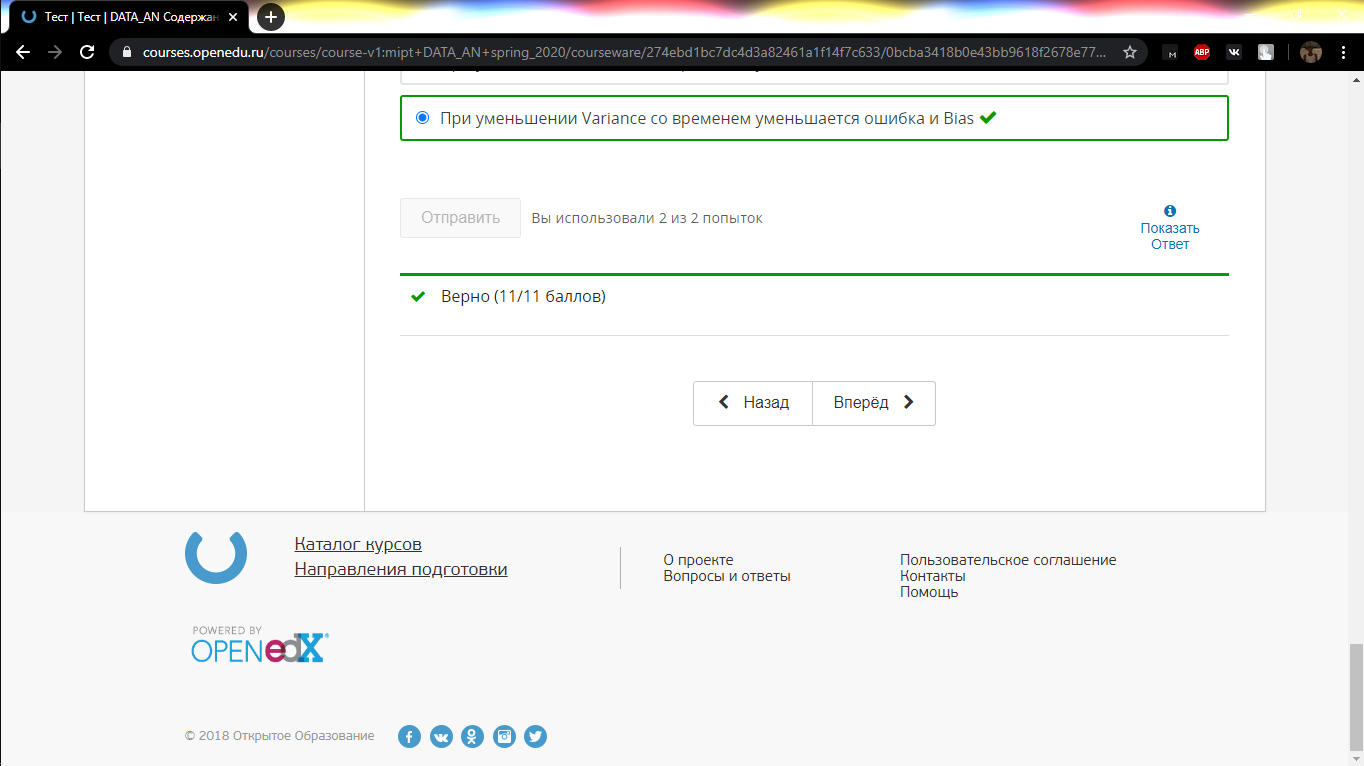 Тест | Тест | DATA_AN Содержан
courses.openedu.ru/courses/course-v1:mipt+DATA_AN+spring_2020/courseware/274ebd1bc7dc4d3a82461a1f14f7c633/0bcba3418b0e43bb9618f2678e77...
M
ABP
При уменьшении Variance со временем уменьшается ошибка и Bias
Отправить
Вы использовали 2 из 2 попыток
Показать
Ответ
Верно (11/11 баллов)
Назад
Вперёд
Каталог курсов
Направления подготовки
О проекте
Вопросы и ответы
Пользовательское соглашение
Контакты
Помощь
POWERED BY
OPEN edX®
© 2018 Открытое Образование